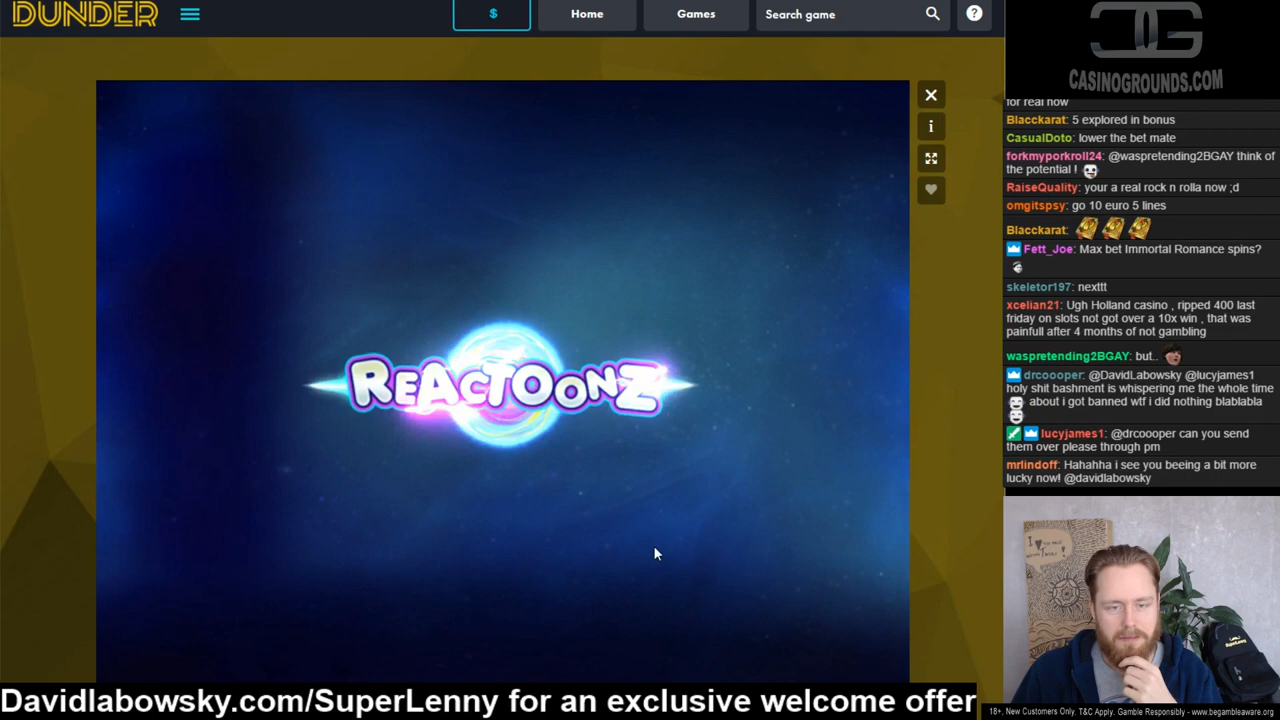 DUNDER
$
Home
Games
Search game
?
CG
CASINOGROUNDS.COM
for real now
Blacckarat: 5 explored in bonus
CasualDoto: lower the bet mate
forkmyporkroll24: @waspretending2BGAY think of
the potential !
RaiseQuality: your a real rock n rolla now ;d
omgitspsy: go 10 euro 5 lines
Blacckarat:
Fett_Joe: Max bet Immortal Romance spins?
skeletor197: nexttt
xcelian21: Ugh Holland casino , ripped 400 last
friday on slots not got over a 10x win , that was
painfull after 4 months of not gambling
waspretending2BGAY: but..
drcoooper: @DavidLabowsky @lucyjames1
holy shit bashment is whispering me the whole time
about i got banned wtf i did nothing blablabla
lucyjames1: @drcoooper can you send
them over please through pm
mrlindoff: Hahahha i see you beeing a bit more
lucky now! @davidlabowsky
i
REACTOONZ
SuperLenny
Davidlabowsky.com/SuperLenny for an exclusive welcome offer
18+, New Customers Only, T&C Apply. Gamble Responsibly - www.begambleaware.org